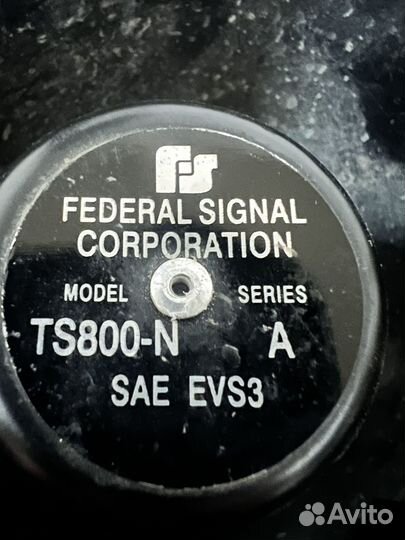 FS
FEDERAL SIGNAL
CORPORATION
MODEL SERIES
TS800-N A
SAE EVS3
Avito